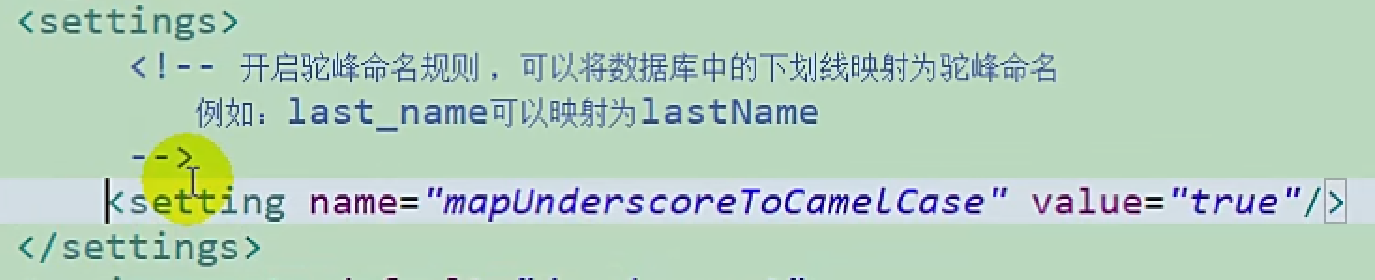 <settings>
<!-- 开启驼峰命名规则，可以将数据库中的下划线映射为驼峰命名
例如：last_name可以映射为lastName
-->
<setting name="mapUnderscoreToCamelCase" value="true"/>
</settings>